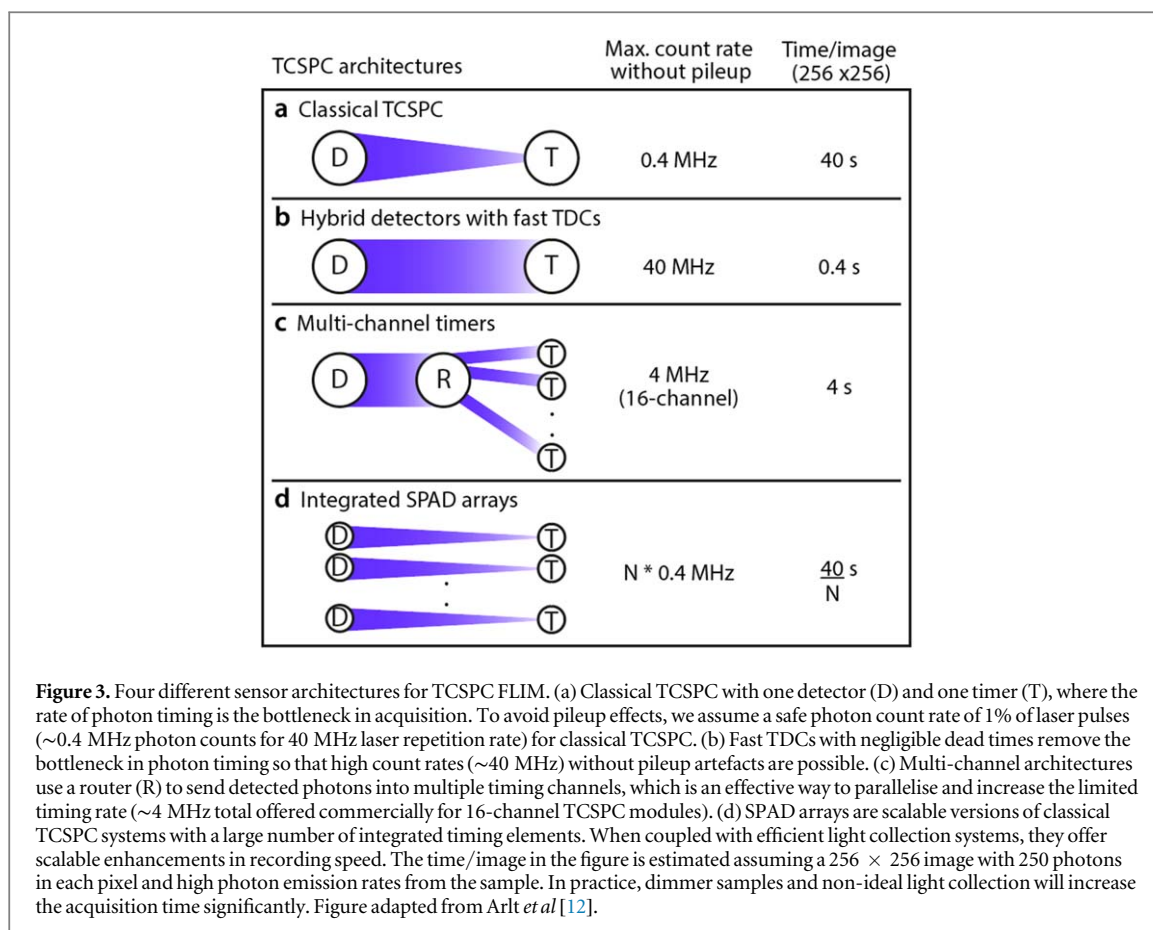 TCSPC architectures
Max. count rate
without pileup
Time/image
(256 x256)
a Classical TCSPC
D
T
0.4 MHz
40 s
b Hybrid detectors with fast TDCs
D
T
40 MHz
0.4 s
c Multi-channel timers
D
R
T
T
.
.
T
4 MHz
(16-channel)
4 s
d Integrated SPAD arrays
D
T
D
T
.
.
D
T
N * 0.4 MHz
40 s
N
Figure 3. Four different sensor architectures for TCSPC FLIM. (a) Classical TCSPC with one detector (D) and one timer (T), where the
rate of photon timing is the bottleneck in acquisition. To avoid pileup effects, we assume a safe photon count rate of 1% of laser pulses
(~0.4 MHz photon counts for 40 MHz laser repetition rate) for classical TCSPC. (b) Fast TDCs with negligible dead times remove the
bottleneck in photon timing so that high count rates (~40 MHz) without pileup artefacts are possible. (c) Multi-channel architectures
use a router (R) to send detected photons into multiple timing channels, which is an effective way to parallelise and increase the limited
timing rate (~4 MHz total offered commercially for 16-channel TCSPC modules). (d) SPAD arrays are scalable versions of classical
TCSPC systems with a large number of integrated timing elements. When coupled with efficient light collection systems, they offer
scalable enhancements in recording speed. The time/image in the figure is estimated assuming a 256 × 256 image with 250 photons
in each pixel and high photon emission rates from the sample. In practice, dimmer samples and non-ideal light collection will increase
the acquisition time significantly. Figure adapted from Arlt et al [12].